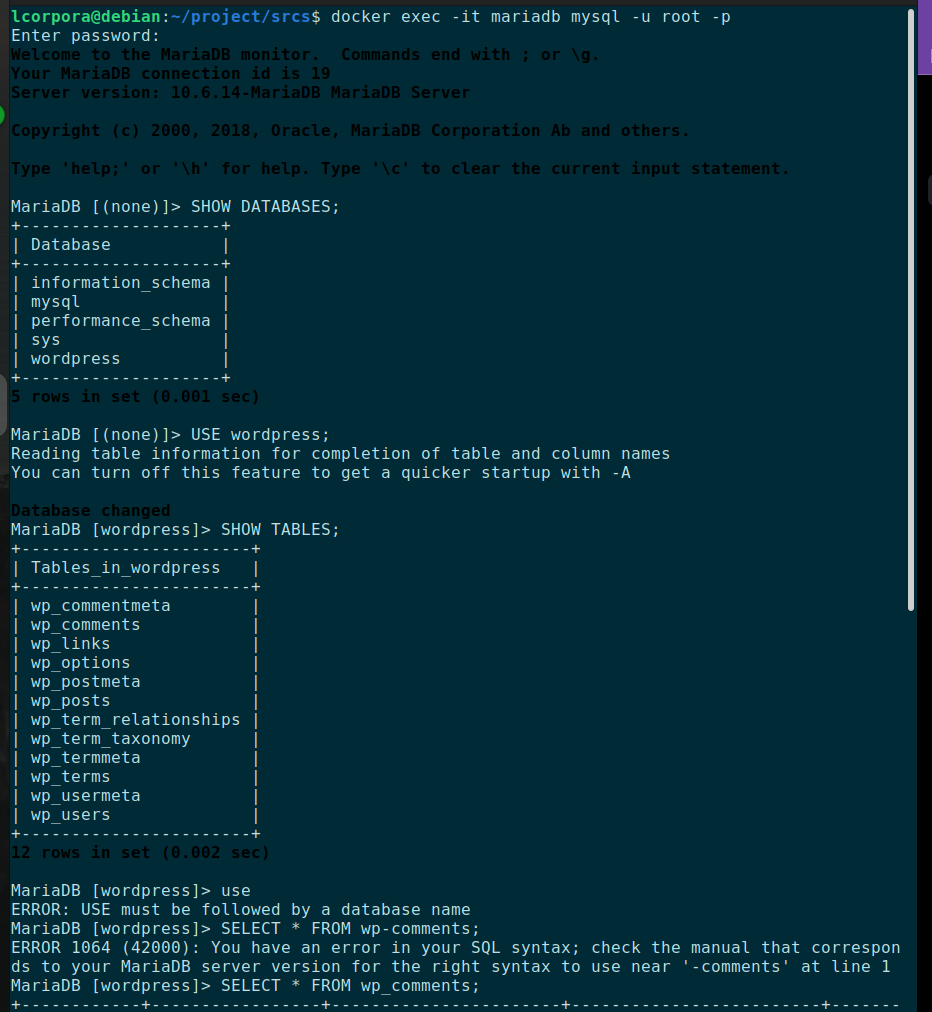 lcorpora@debian:~/project/srcs$ docker exec -it mariadb mysql -u root -p
Enter password:
Welcome to the MariaDB monitor.  Commands end with ; or \g.
Your MariaDB connection id is 19
Server version: 10.6.14-MariaDB MariaDB Server

Copyright (c) 2000, 2018, Oracle, MariaDB Corporation Ab and others.

Type 'help;' or '\h' for help. Type '\c' to clear the current input statement.

MariaDB [(none)]> SHOW DATABASES;
+--------------------+
| Database           |
+--------------------+
| information_schema |
| mysql              |
| performance_schema |
| sys                |
| wordpress          |
+--------------------+
5 rows in set (0.001 sec)

MariaDB [(none)]> USE wordpress;
Reading table information for completion of table and column names
You can turn off this feature to get a quicker startup with -A

Database changed
MariaDB [wordpress]> SHOW TABLES;
+-----------------------+
| Tables_in_wordpress   |
+-----------------------+
| wp_commentmeta        |
| wp_comments           |
| wp_links              |
| wp_options            |
| wp_postmeta           |
| wp_posts              |
| wp_term_relationships |
| wp_term_taxonomy      |
| wp_termmeta           |
| wp_terms              |
| wp_usermeta           |
| wp_users              |
+-----------------------+
12 rows in set (0.002 sec)

MariaDB [wordpress]> use
ERROR: USE must be followed by a database name
MariaDB [wordpress]> SELECT * FROM wp-comments;
ERROR 1064 (42000): You have an error in your SQL syntax; check the manual that correspon
ds to your MariaDB server version for the right syntax to use near '-comments' at line 1
MariaDB [wordpress]> SELECT * FROM wp_comments;
+------------+-----------------+-----------------------+-------------------------+-------